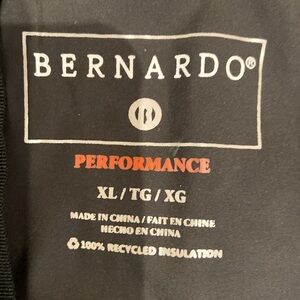 BERNARDO®
B
PERFORMANCE
XL / TG / XG
MADE IN CHINA / FAIT EN CHINE
HECHO EN CHINA
100% RECYCLED INSULATION